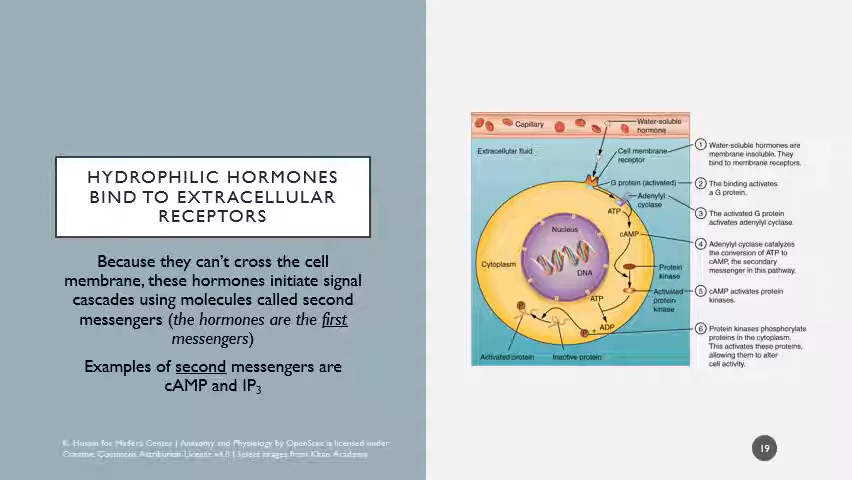 HYDROPHILIC HORMONES
BIND TO EXTRACELLULAR
RECEPTORS
Because they can't cross the cell
membrane, these hormones initiate signal
cascades using molecules called second
messengers (the hormones are the first
messengers)
Examples of second messengers are
cAMP and IP3
K. Husain for Madera Center | Anatomy and Physiology by OpenStax is licensed under
Creative Commons Attribution License v4.0 | Select images from Khan Academy
Capillary
Water-soluble
hormone
Extracellular fluid
Cell membrane
receptor
G protein (activated)
Adenylyl
cyclase
ATP
cAMP
Nucleus
DNA
Cytoplasm
Protein
kinase
Activated
protein
kinase
ATP
ADP
P
P +
Activated protein
Inactive protein
1 Water-soluble hormones are
membrane insoluble. They
bind to membrane receptors.
2 The binding activates
a G protein.
3 The activated G protein
activates adenylyl cyclase.
4 Adenylyl cyclase catalyzes
the conversion of ATP to
cAMP, the secondary
messenger in this pathway.
5 cAMP activates protein
kinases.
6 Protein kinases phosphorylate
proteins in the cytoplasm.
This activates these proteins,
allowing them to alter
cell activity.
19